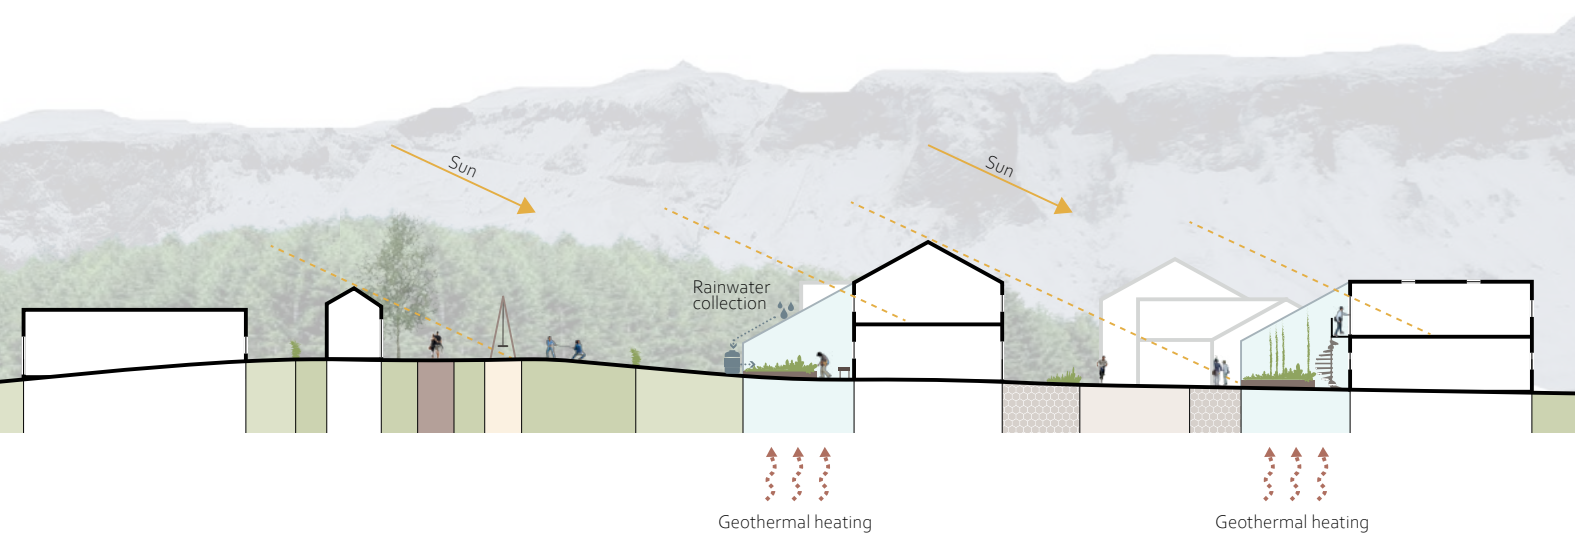 Sun
Sun
Rainwater
collection
Geothermal heating
Geothermal heating